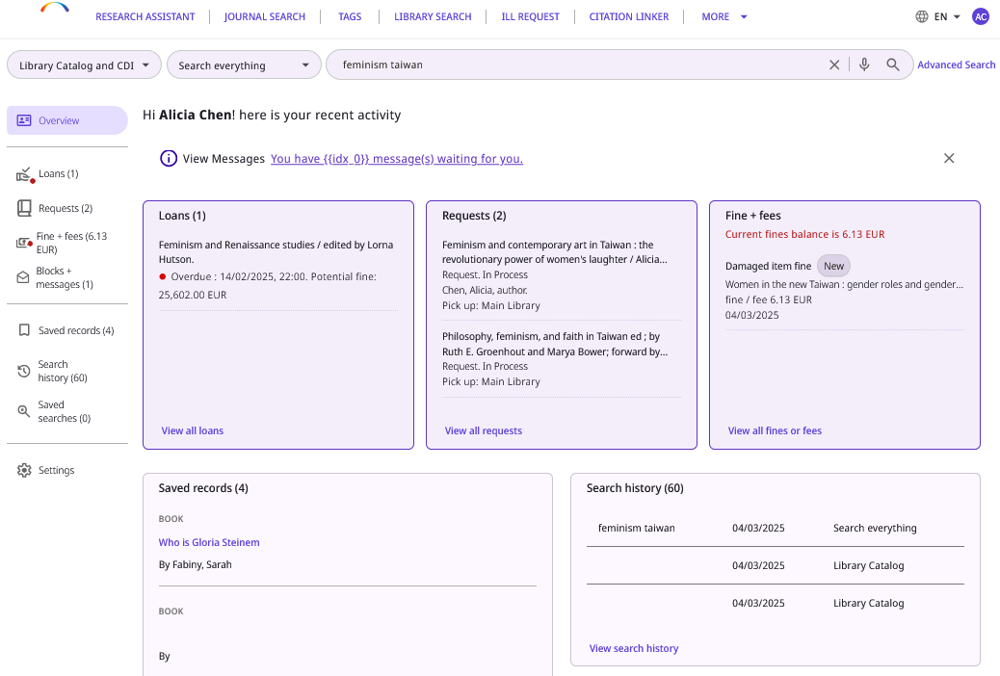 RESEARCH ASSISTANT JOURNAL SEARCH TAGS LIBRARY SEARCH ILL REQUEST CITATION LINKER MORE EN AC
Library Catalog and CDI Search everything feminism taiwan Advanced Search
Overview
Loans (1)
Requests (2)
Fine + fees (6.13
EUR)
Blocks +
messages (1)
Saved records (4)
Search
history (60)
Saved
searches (0)
Settings
Hi Alicia Chen! here is your recent activity
View Messages You have {{idx_0}} message(s) waiting for you.
Loans (1)
Feminism and Renaissance studies / edited by Lorna
Hutson.
Overdue : 14/02/2025, 22:00. Potential fine:
25,602.00 EUR
View all loans
Requests (2)
Feminism and contemporary art in Taiwan : the
revolutionary power of women's laughter / Alicia...
Request. In Process
Chen, Alicia, author.
Pick up: Main Library
Philosophy, feminism, and faith in Taiwan ed ; by
Ruth E. Groenhout and Marya Bower; forward by...
Request. In Process
Pick up: Main Library
View all requests
Fine + fees
Current fines balance is 6.13 EUR
Damaged item fine New
Women in the new Taiwan : gender roles and gender...
fine / fee 6.13 EUR
04/03/2025
View all fines or fees
Saved records (4)
BOOK
Who is Gloria Steinem
By Fabiny, Sarah
BOOK
By
Search history (60)
feminism taiwan 04/03/2025 Search everything
04/03/2025 Library Catalog
04/03/2025 Library Catalog
View search history